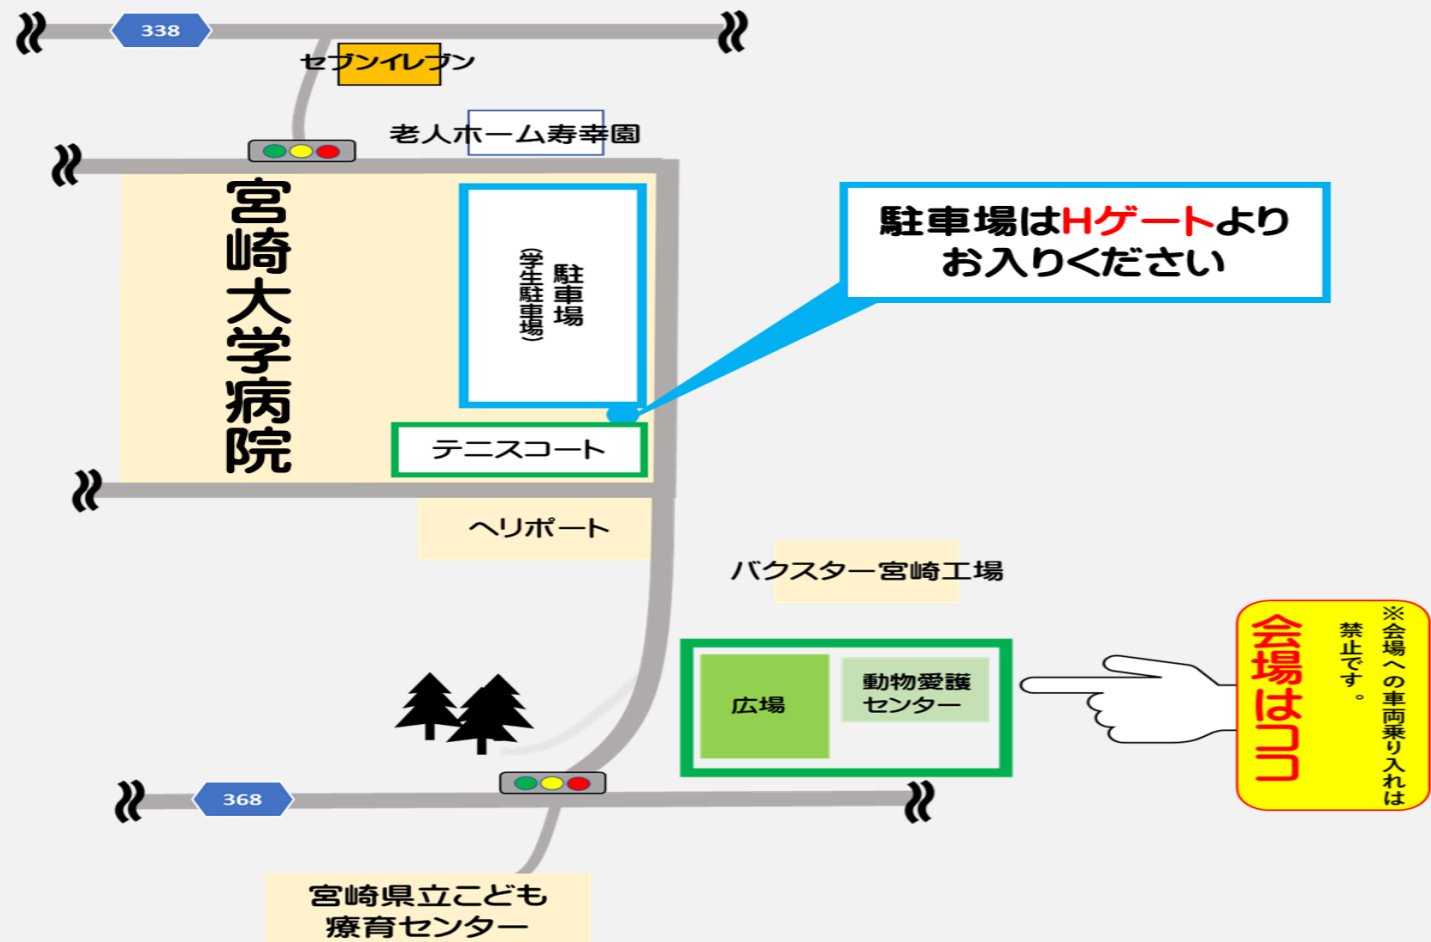 338
セブンイレブン
老人ホーム寿幸園
宮崎大学病院
駐車場
（学生駐車場）
駐車場はHゲートより
お入りください
テニスコート
ヘリポート
バクスター宮崎工場
広場
動物愛護
センター
※会場への車両乗り入れは
禁止です。
会場はココ
368
宮崎県立こども
療育センター